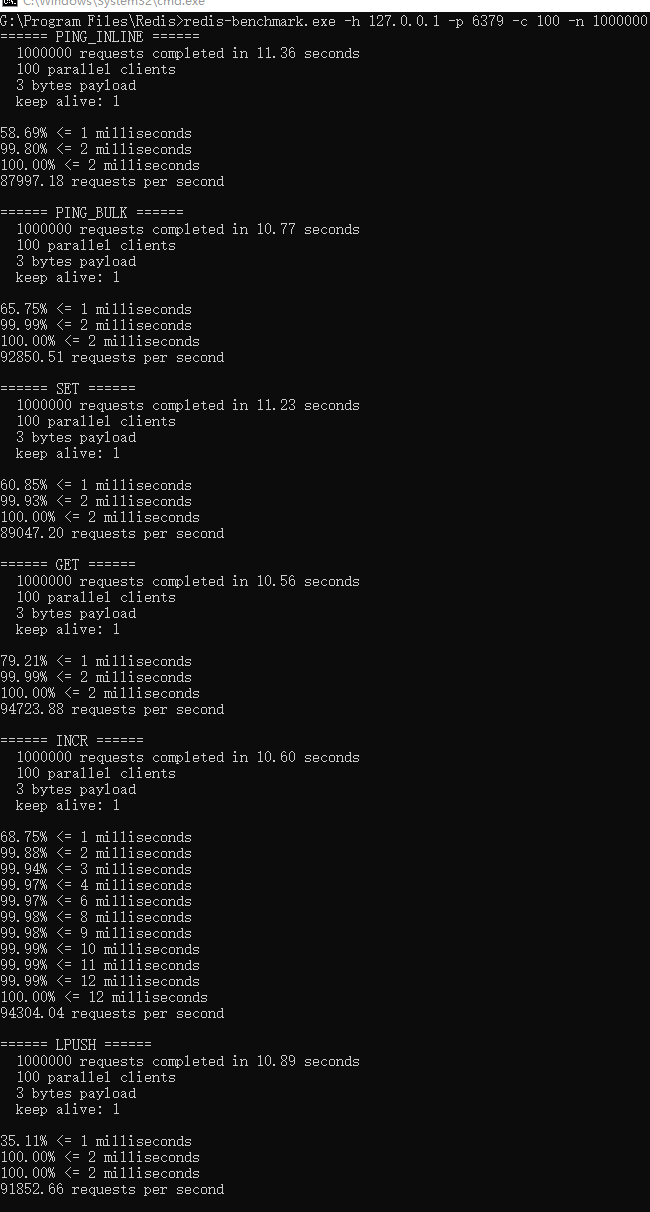 C:\Windows\System32\cmd.exe
G:\Program Files\Redis>redis-benchmark.exe -h 127.0.0.1 -p 6379 -c 100 -n 1000000
====== PING_INLINE ======
  1000000 requests completed in 11.36 seconds
  100 parallel clients
  3 bytes payload
  keep alive: 1

58.69% <= 1 milliseconds
99.80% <= 2 milliseconds
100.00% <= 2 milliseconds
87997.18 requests per second

====== PING_BULK ======
  1000000 requests completed in 10.77 seconds
  100 parallel clients
  3 bytes payload
  keep alive: 1

65.75% <= 1 milliseconds
99.99% <= 2 milliseconds
100.00% <= 2 milliseconds
92850.51 requests per second

====== SET ======
  1000000 requests completed in 11.23 seconds
  100 parallel clients
  3 bytes payload
  keep alive: 1

60.85% <= 1 milliseconds
99.93% <= 2 milliseconds
100.00% <= 2 milliseconds
89047.20 requests per second

====== GET ======
  1000000 requests completed in 10.56 seconds
  100 parallel clients
  3 bytes payload
  keep alive: 1

79.21% <= 1 milliseconds
99.99% <= 2 milliseconds
100.00% <= 2 milliseconds
94723.88 requests per second

====== INCR ======
  1000000 requests completed in 10.60 seconds
  100 parallel clients
  3 bytes payload
  keep alive: 1

68.75% <= 1 milliseconds
99.88% <= 2 milliseconds
99.94% <= 3 milliseconds
99.97% <= 4 milliseconds
99.97% <= 6 milliseconds
99.98% <= 8 milliseconds
99.98% <= 9 milliseconds
99.99% <= 10 milliseconds
99.99% <= 11 milliseconds
99.99% <= 12 milliseconds
100.00% <= 12 milliseconds
94304.04 requests per second

====== LPUSH ======
  1000000 requests completed in 10.89 seconds
  100 parallel clients
  3 bytes payload
  keep alive: 1

35.11% <= 1 milliseconds
100.00% <= 2 milliseconds
100.00% <= 2 milliseconds
91852.66 requests per second